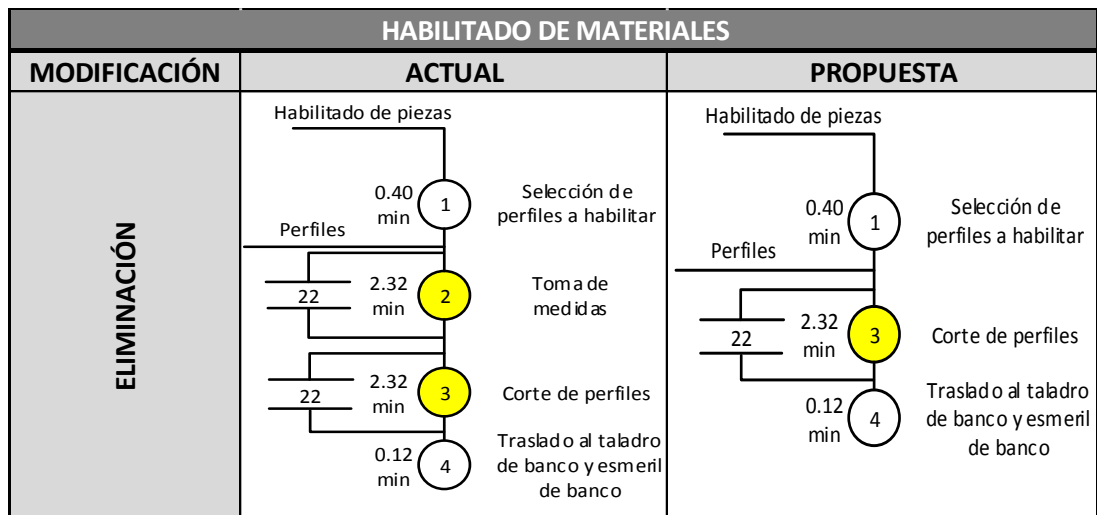 HABILITADO DE MATERIALES
MODIFICACIÓN
ACTUAL
PROPUESTA
ELIMINACIÓN
Habilitado de piezas
0.40
min
1
Selección de
perfiles a habilitar
Perfiles
22
2.32
min
2
Toma de
medidas
22
2.32
min
3
Corte de perfiles
0.12
min
4
Traslado al taladro
de banco y esmeril
de banco
Habilitado de piezas
0.40
min
1
Selección de
perfiles a habilitar
Perfiles
22
2.32
min
3
Corte de perfiles
0.12
min
4
Traslado al taladro
de banco y esmeril
de banco